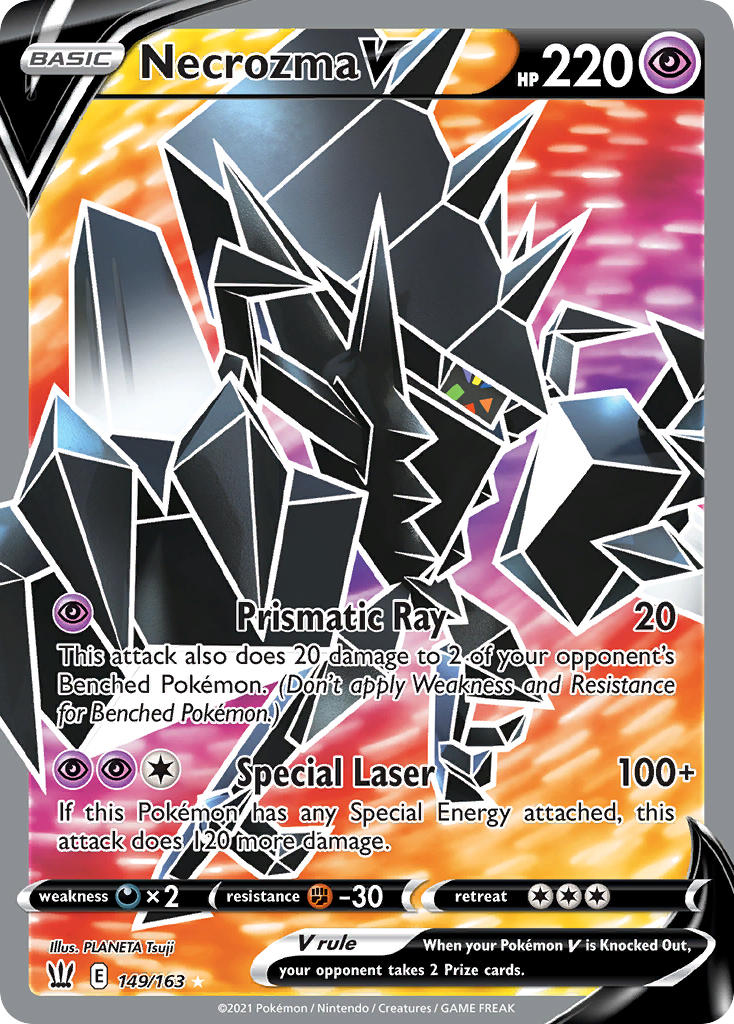 BASIC Necrozma V HP 220
Prismatic Ray 20
This attack also does 20 damage to 2 of your opponent's
Benched Pokémon. (Don't apply Weakness and Resistance
for Benched Pokémon.)
Special Laser 100+
If this Pokémon has any Special Energy attached, this
attack does 120 more damage.
weakness ×2 resistance -30 retreat
Illus. PLANETA Tsuji
V rule When your Pokémon V is Knocked Out,
your opponent takes 2 Prize cards.
E 149/163
©2021 Pokémon / Nintendo / Creatures / GAME FREAK